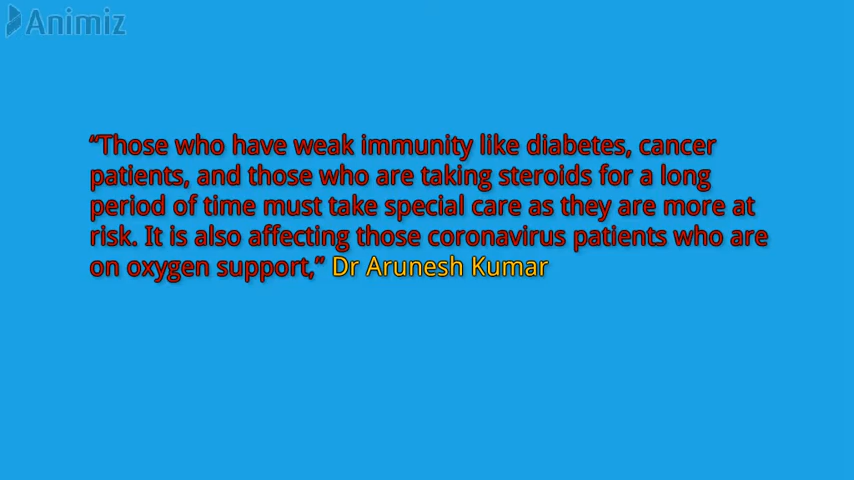 Animiz
“Those who have weak immunity like diabetes, cancer
patients, and those who are taking steroids for a long
period of time must take special care as they are more at
risk. It is also affecting those coronavirus patients who are
on oxygen support,” Dr Arunesh Kumar